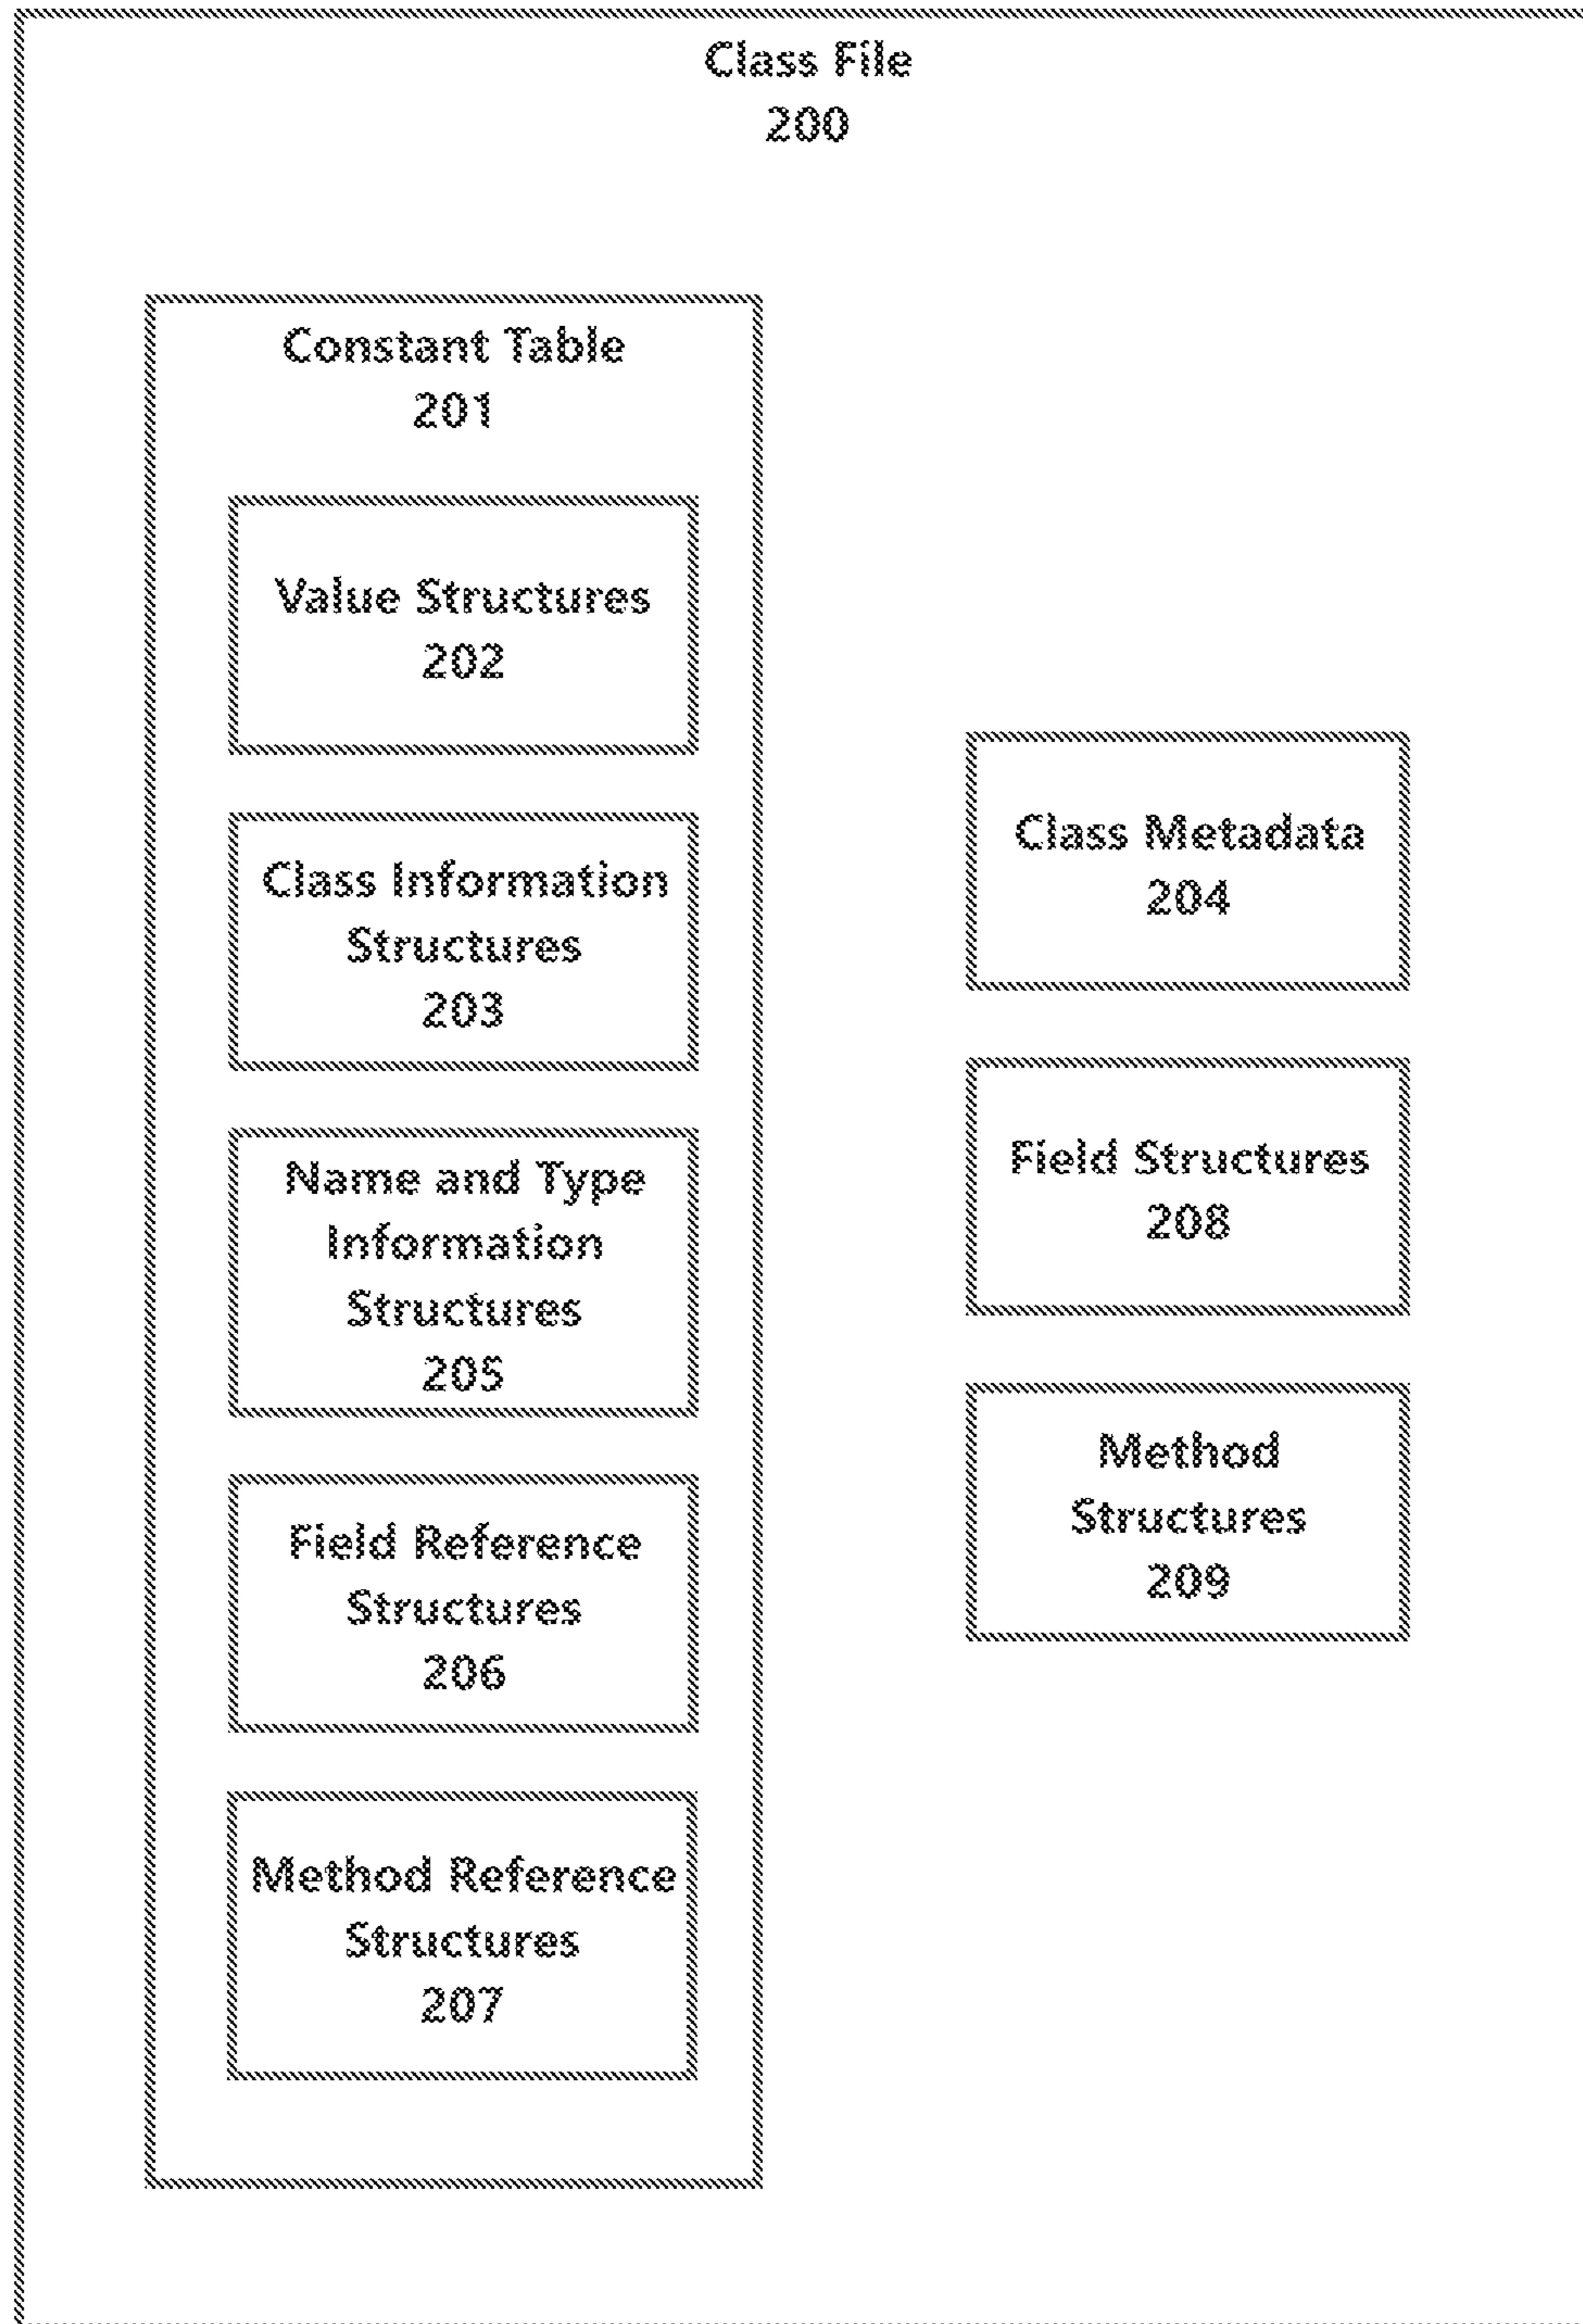 Class File
200
Constant Table
201
Value Structures
202
Class Information
Structures
203
Name and Type
Information
Structures
205
Field Reference
Structures
206
Method Reference
Structures
207
Class Metadata
204
Field Structures
208
Method
Structures
209